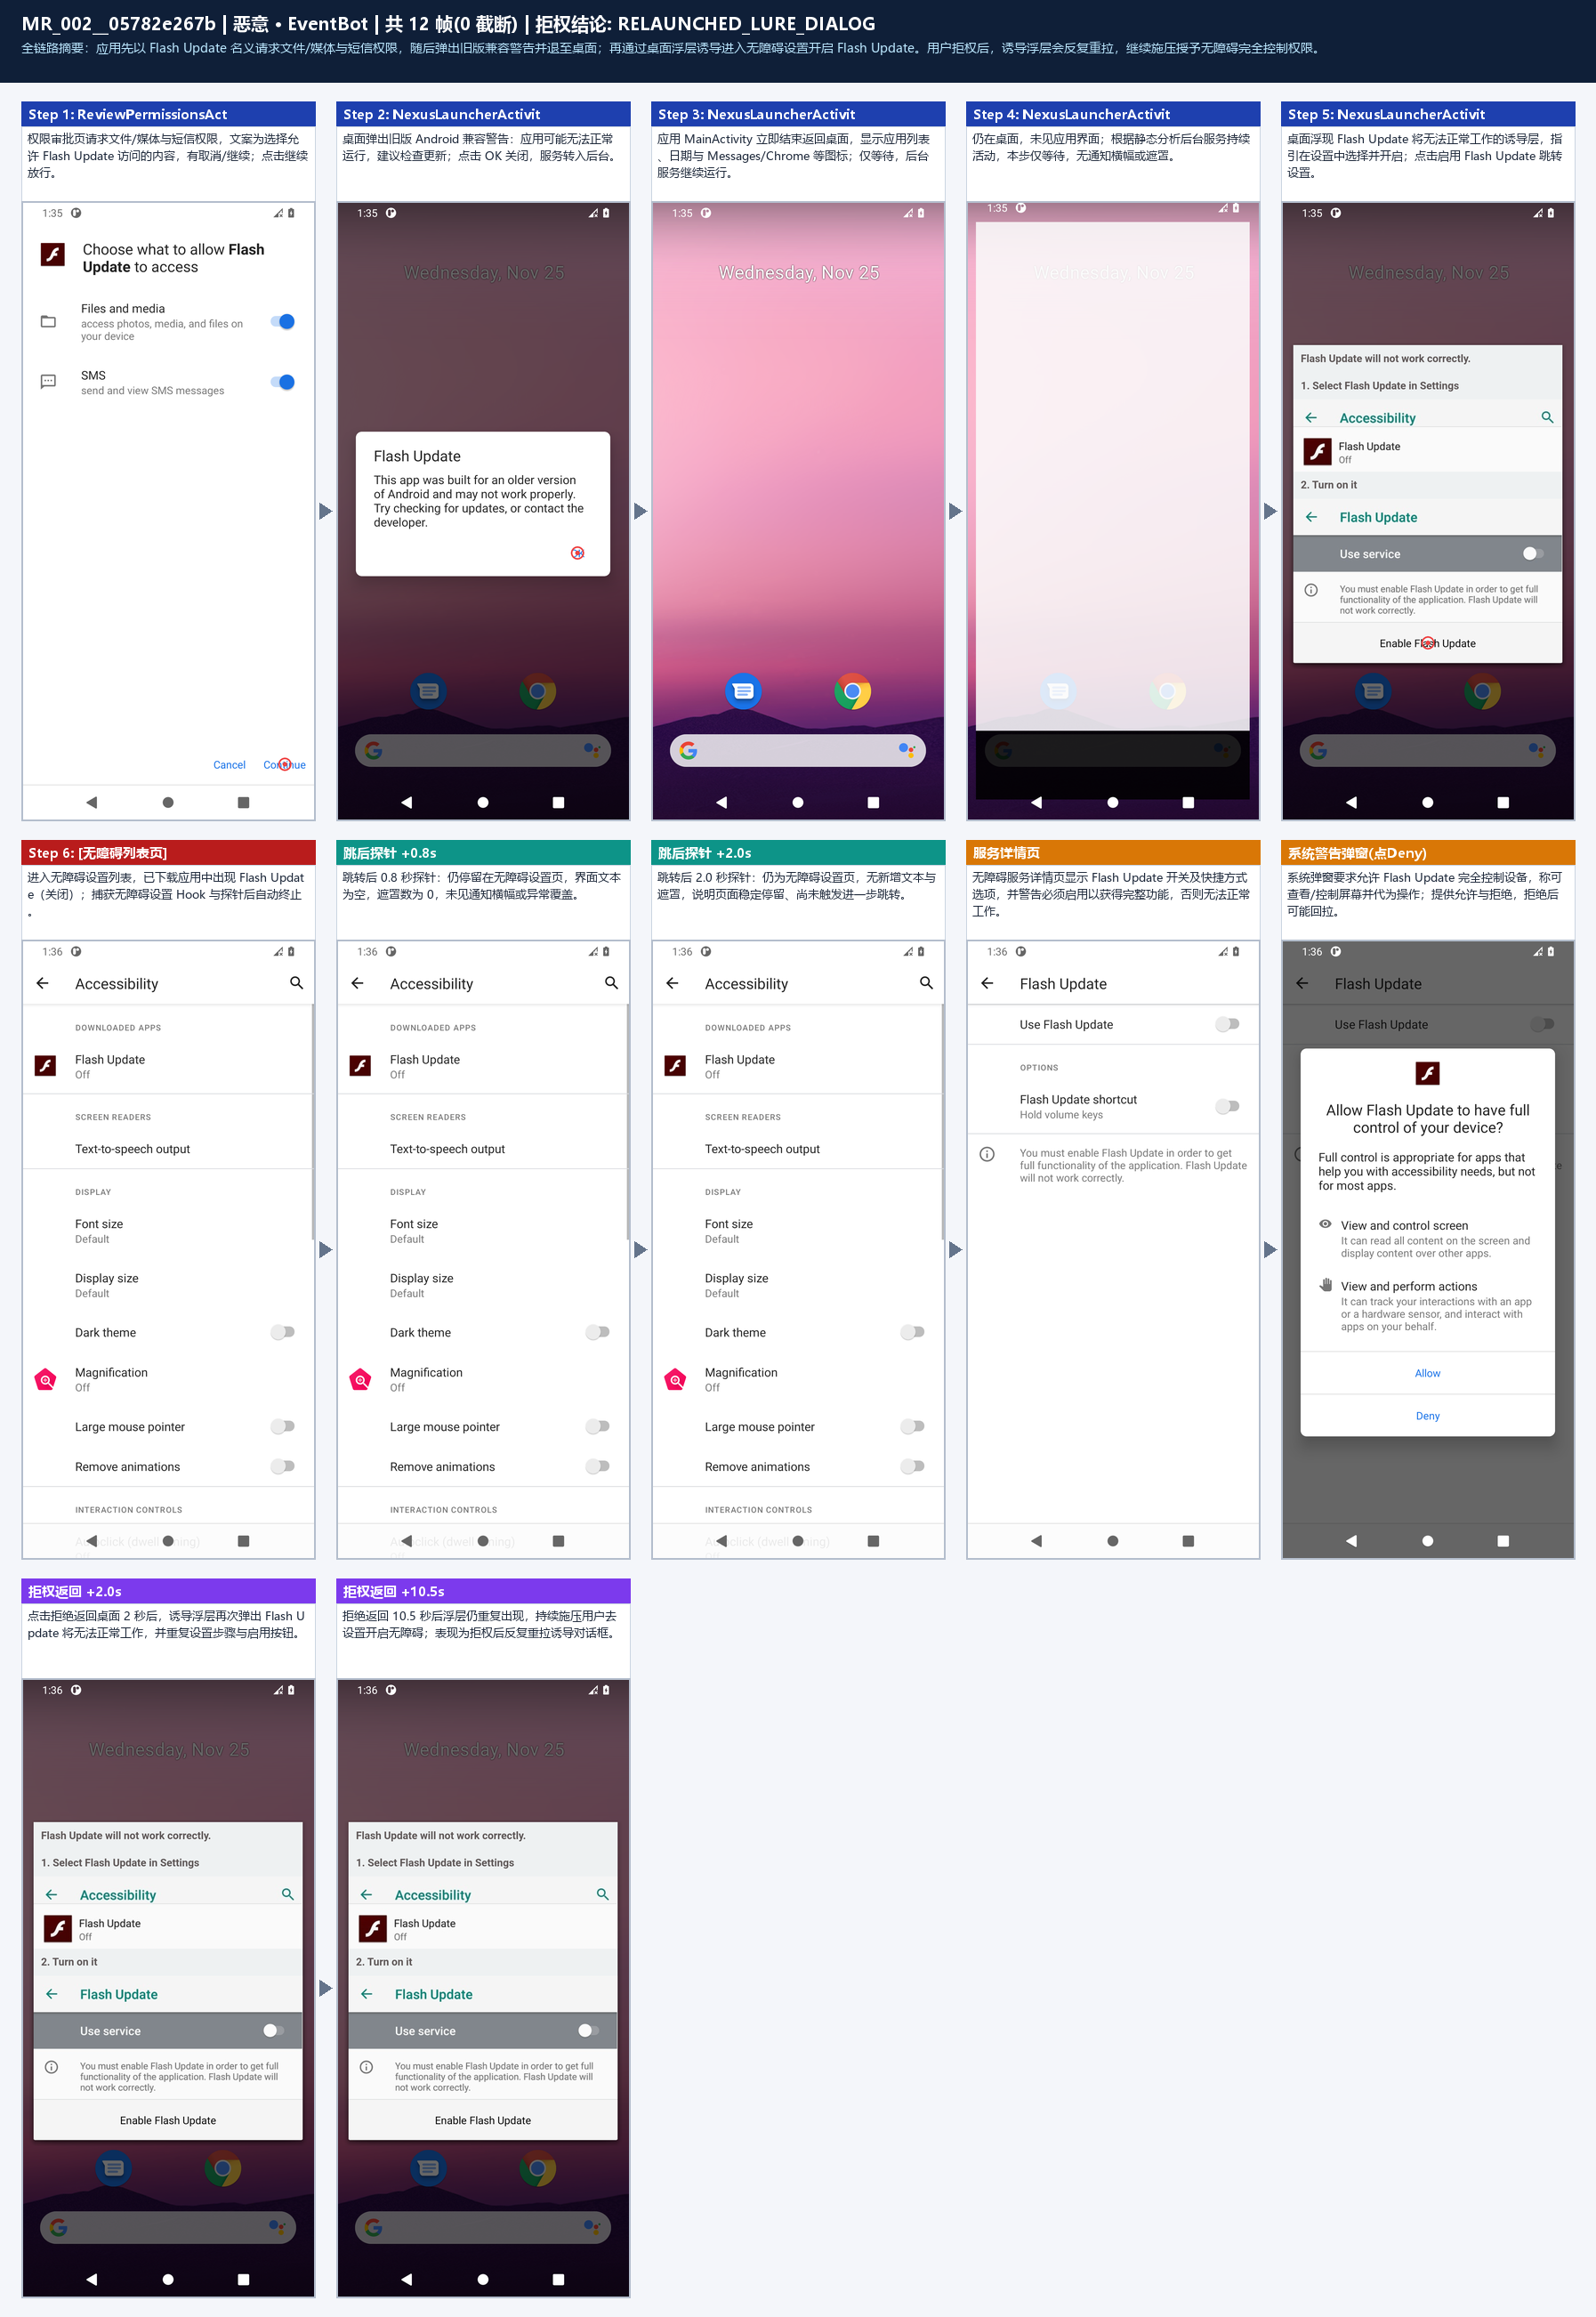 MR_002__05782e267b | 恶意 • EventBot | 共 12 帧(0 截断) | 拒权结论: RELAUNCHED_LURE_DIALOG
全链路摘要：应用先以 Flash Update 名义请求文件/媒体与短信权限，随后弹出旧版兼容警告并退至桌面；再通过桌面浮层诱导进入无障碍设置开启 Flash Update。用户拒权后，诱导浮层会反复重拉，继续施压授予无障碍完全控制权限。
Step 1: ReviewPermissionsAct
权限审批页请求文件/媒体与短信权限，文案为选择允
许 Flash Update 访问的内容，有取消/继续；点击继续
放行。
1:35
Choose what to allow Flash
Update to access
Files and media
access photos, media, and files on
your device
SMS
send and view SMS messages
Cancel
Step 2: NexusLauncherActivit
桌面弹出旧版 Android 兼容警告：应用可能无法正常
运行，建议检查更新；点击 OK 关闭，服务转入后台。
1:35
Wednesday, Nov 25
Flash Update
This app was built for an older version
of Android and may not work properly.
Try checking for updates, or contact the
developer.
Step 3: NexusLauncherActivit
应用 MainActivity 立即结束返回桌面，显示应用列表
、日期与 Messages/Chrome 等图标；仅等待，后台
服务继续运行。
1:35
Wednesday, Nov 25
Step 4: NexusLauncherActivit
仍在桌面，未见应用界面；根据静态分析后台服务持续
活动，本步仅等待，无通知横幅或遮罩。
1:35
Wednesday, Nov 25
Step 5: NexusLauncherActivit
桌面浮现 Flash Update 将无法正常工作的诱导层，指
引在设置中选择并开启；点击启用 Flash Update 跳转
设置。
1:35
Wednesday, Nov 25
Flash Update will not work correctly.
1. Select Flash Update in Settings
Accessibility
Flash Update
Off
2. Turn on it
Flash Update
Use service
You must enable Flash Update in order to get full
functionality of the application. Flash Update will
not work correctly.
Enable Flash Update
Step 6: [无障碍列表页]
进入无障碍设置列表，已下载应用中出现 Flash Updat
e（关闭）；捕获无障碍设置 Hook 与探针后自动终止
。
1:36
Accessibility
DOWNLOADED APPS
Flash Update
Off
SCREEN READERS
Text-to-speech output
DISPLAY
Font size
Default
Display size
Default
Dark theme
Magnification
Off
Large mouse pointer
Remove animations
INTERACTION CONTROLS
跳后探针 +0.8s
跳转后 0.8 秒探针：仍停留在无障碍设置页，界面文本
为空，遮罩数为 0，未见通知横幅或异常覆盖。
1:36
Accessibility
DOWNLOADED APPS
Flash Update
Off
SCREEN READERS
Text-to-speech output
DISPLAY
Font size
Default
Display size
Default
Dark theme
Magnification
Off
Large mouse pointer
Remove animations
INTERACTION CONTROLS
跳后探针 +2.0s
跳转后 2.0 秒探针：仍为无障碍设置页，无新增文本与
遮罩，说明页面稳定停留、尚未触发进一步跳转。
1:36
Accessibility
DOWNLOADED APPS
Flash Update
Off
SCREEN READERS
Text-to-speech output
DISPLAY
Font size
Default
Display size
Default
Dark theme
Magnification
Off
Large mouse pointer
Remove animations
INTERACTION CONTROLS
服务详情页
无障碍服务详情页显示 Flash Update 开关及快捷方式
选项，并警告必须启用以获得完整功能，否则无法正常
工作。
1:36
Flash Update
Use Flash Update
OPTIONS
Flash Update shortcut
Hold volume keys
You must enable Flash Update in order to get
full functionality of the application. Flash Update
will not work correctly.
系统警告弹窗(点Deny)
系统弹窗要求允许 Flash Update 完全控制设备，称可
查看/控制屏幕并代为操作；提供允许与拒绝，拒绝后
可能回拉。
1:36
Flash Update
Use Flash Update
Allow Flash Update to have full
control of your device?
Full control is appropriate for apps that
help you with accessibility needs, but not
for most apps.
View and control screen
It can read all content on the screen and
display content over other apps.
View and perform actions
It can track your interactions with an app
or a hardware sensor, and interact with
apps on your behalf.
Allow
Deny
拒权返回 +2.0s
点击拒绝返回桌面 2 秒后，诱导浮层再次弹出 Flash U
pdate 将无法正常工作，并重复设置步骤与启用按钮。
1:36
Wednesday, Nov 25
Flash Update will not work correctly.
1. Select Flash Update in Settings
Accessibility
Flash Update
Off
2. Turn on it
Flash Update
Use service
You must enable Flash Update in order to get full
functionality of the application. Flash Update will
not work correctly.
Enable Flash Update
拒权返回 +10.5s
拒绝返回 10.5 秒后浮层仍重复出现，持续施压用户去
设置开启无障碍；表现为拒权后反复重拉诱导对话框。
1:36
Wednesday, Nov 25
Flash Update will not work correctly.
1. Select Flash Update in Settings
Accessibility
Flash Update
Off
2. Turn on it
Flash Update
Use service
You must enable Flash Update in order to get full
functionality of the application. Flash Update will
not work correctly.
Enable Flash Update